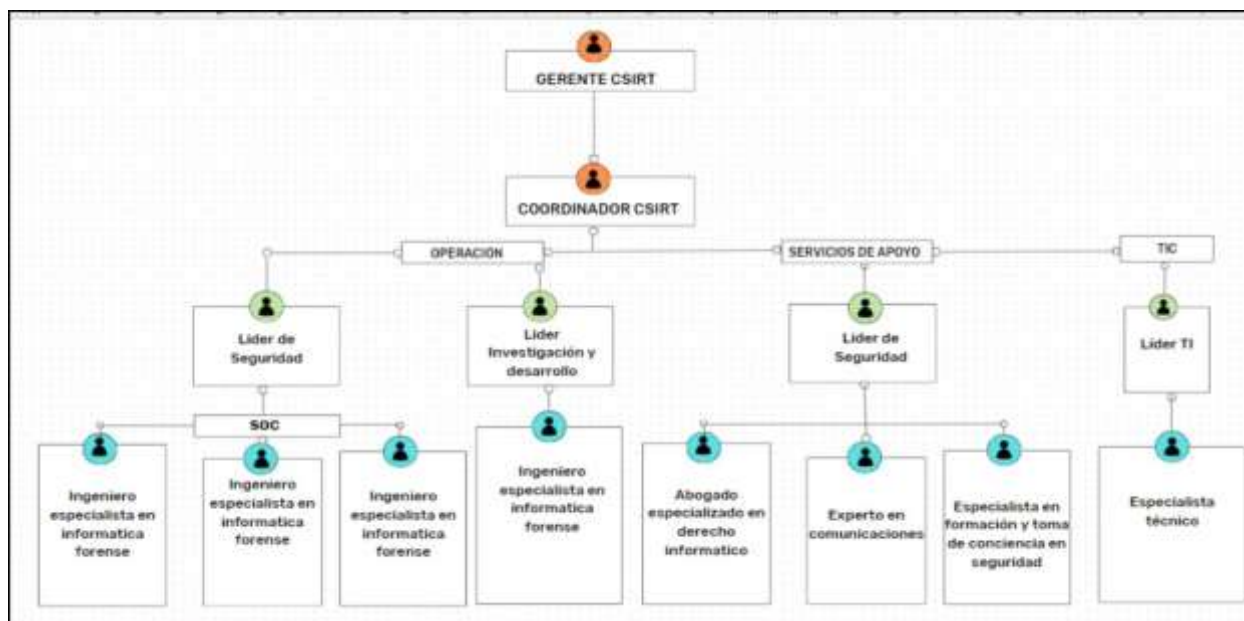 GERENTE CSIRT
COORDINADOR CSIRT
OPERACIÓN
SERVICIOS DE APOYO
TIC
Lider de
Seguridad
Lider
Investigación y
desarrollo
Lider de
Seguridad
Lider TI
SOC
Ingeniero
especialista en
informatica
forense
Ingeniero
especialista en
informatica
forense
Ingeniero
especialista en
informatica
forense
Ingeniero
especialista en
informatica
forense
Abogado
especializado en
derecho
informatico
Experto en
comunicaciones
Especialista en
formación y toma
de conciencia en
seguridad
Especialista
técnico